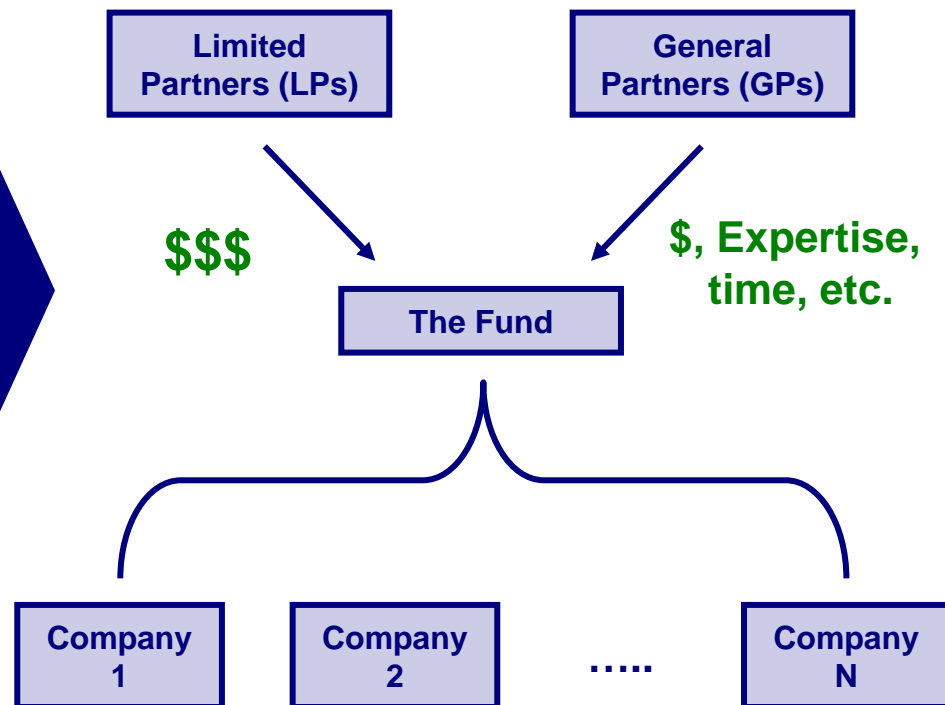 Limited
Partners (LPs)
General
Partners (GPs)
$$$
$, Expertise,
time, etc.
The Fund
Company
1
Company
2
…..
Company
N